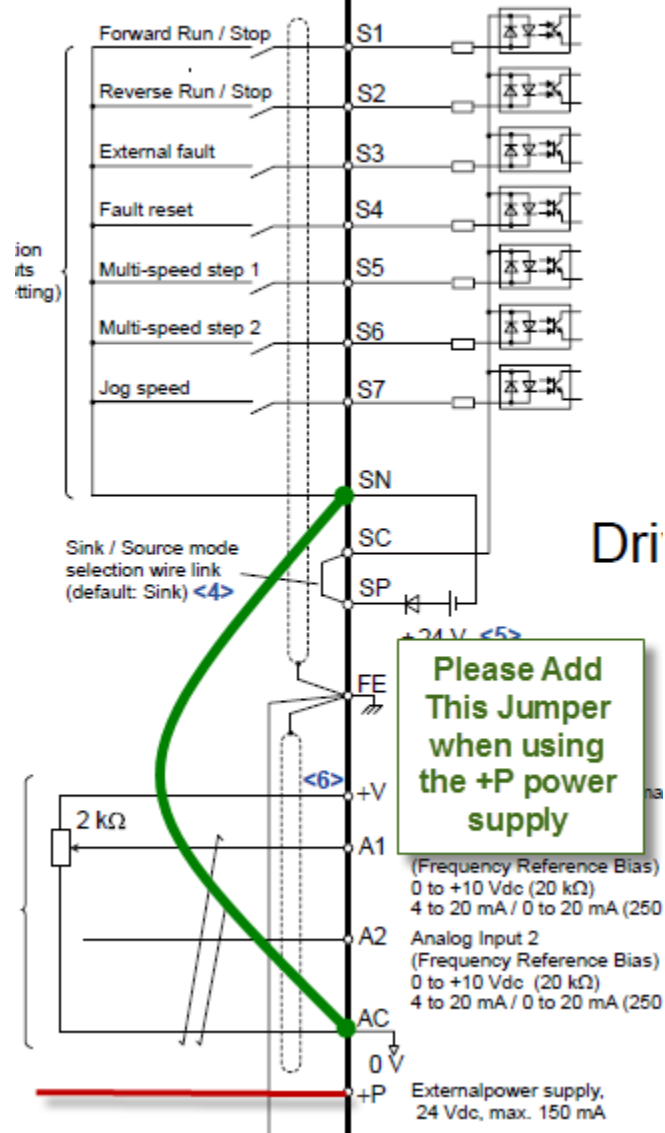 Forward Run / Stop
S1
Reverse Run / Stop
S2
External fault
S3
Fault reset
S4
Multi-speed step 1
S5
Multi-speed step 2
S6
Jog speed
S7
tting)
SN
SC
Sink / Source mode
selection wire link
(default: Sink) <4>
SP
+24 V <5>
FE
Please Add
This Jumper
when using
the +P power
supply
<6>
+V
2 kΩ
A1
(Frequency Reference Bias)
0 to +10 Vdc (20 kΩ)
4 to 20 mA / 0 to 20 mA (250
A2
Analog Input 2
(Frequency Reference Bias)
0 to +10 Vdc (20 kΩ)
4 to 20 mA / 0 to 20 mA (250
AC
0 V
+P
Externalpower supply,
24 Vdc, max. 150 mA